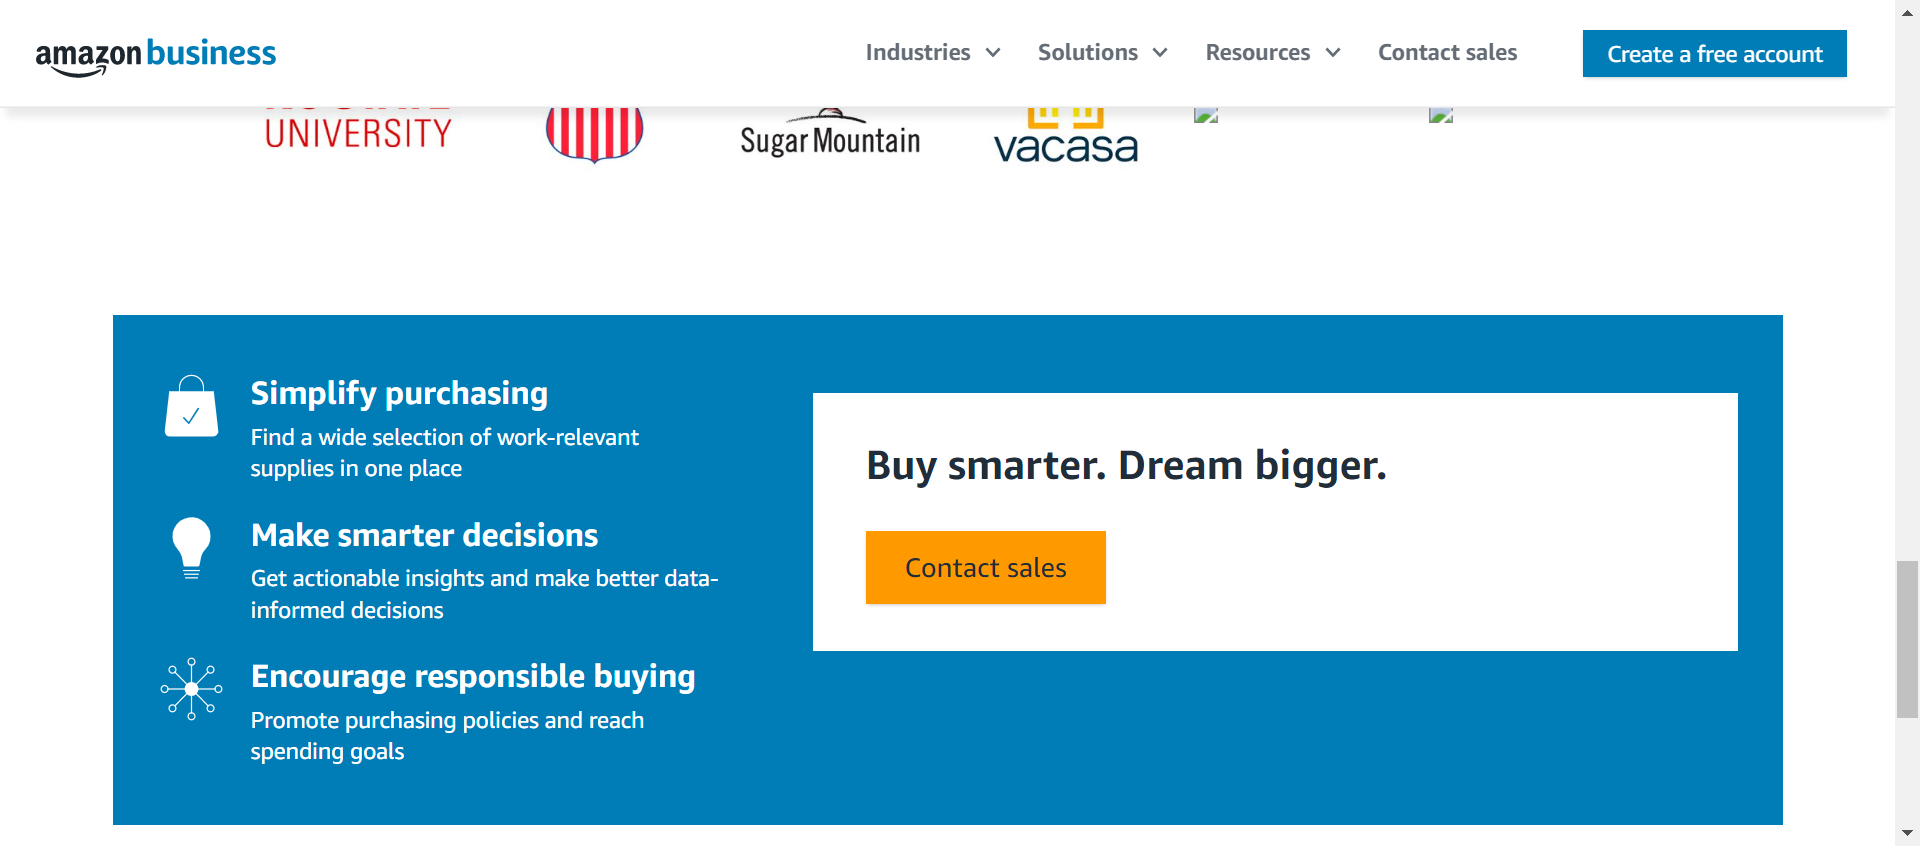 amazon business
Industries
Solutions
Resources
Contact sales
Create a free account
UNIVERSITY
Sugar Mountain
vacasa
Simplify purchasing
Find a wide selection of work-relevant
supplies in one place
Make smarter decisions
Get actionable insights and make better data-
informed decisions
Encourage responsible buying
Promote purchasing policies and reach
spending goals
Buy smarter. Dream bigger.
Contact sales